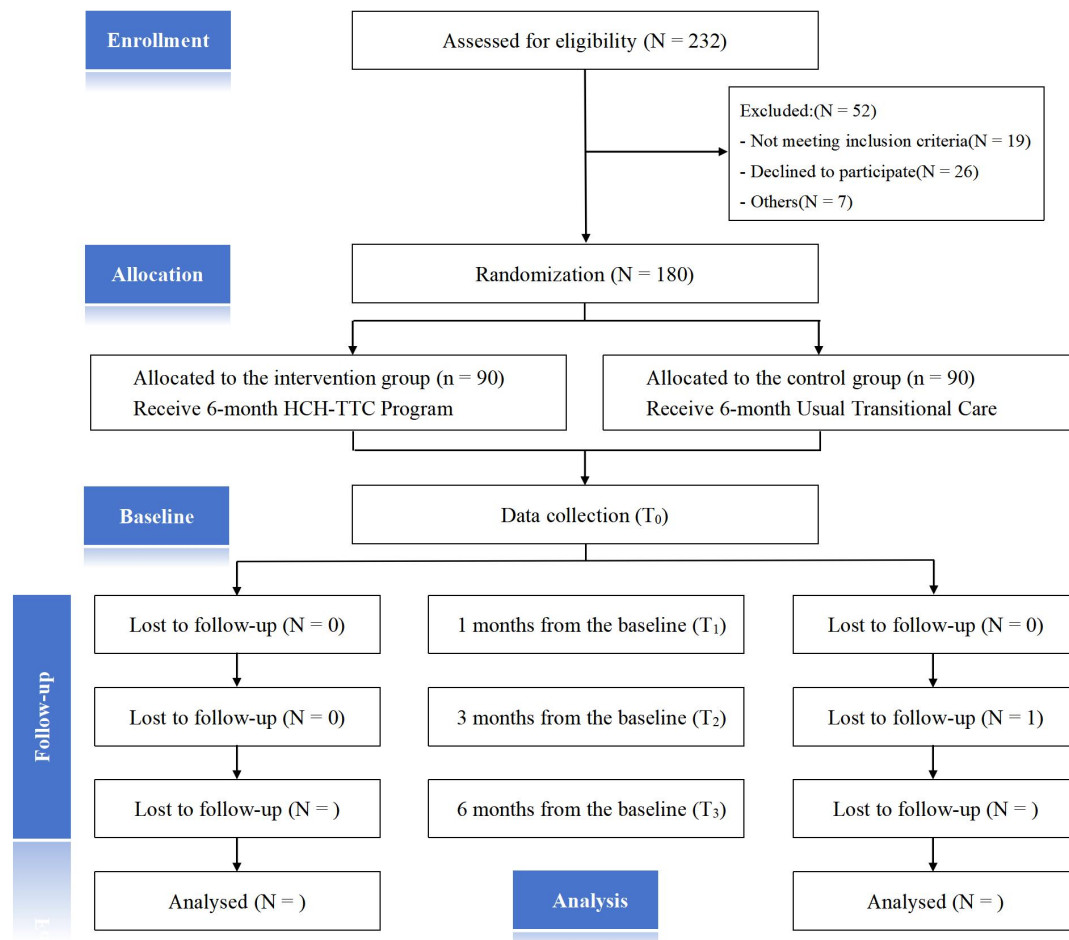 Enrollment
Assessed for eligibility (N = 232)
Excluded:(N = 52)
- Not meeting inclusion criteria(N = 19)
- Declined to participate(N = 26)
- Others(N = 7)
Allocation
Randomization (N = 180)
Allocated to the intervention group (n = 90)
Receive 6-month HCH-TTC Program
Allocated to the control group (n = 90)
Receive 6-month Usual Transitional Care
Baseline
Data collection (T₀)
Follow-up
Lost to follow-up (N = 0)
1 months from the baseline (T₁)
Lost to follow-up (N = 0)
Lost to follow-up (N = 0)
3 months from the baseline (T₂)
Lost to follow-up (N = 1)
Lost to follow-up (N = )
6 months from the baseline (T₃)
Lost to follow-up (N = )
Analysed (N = )
Analysis
Analysed (N = )